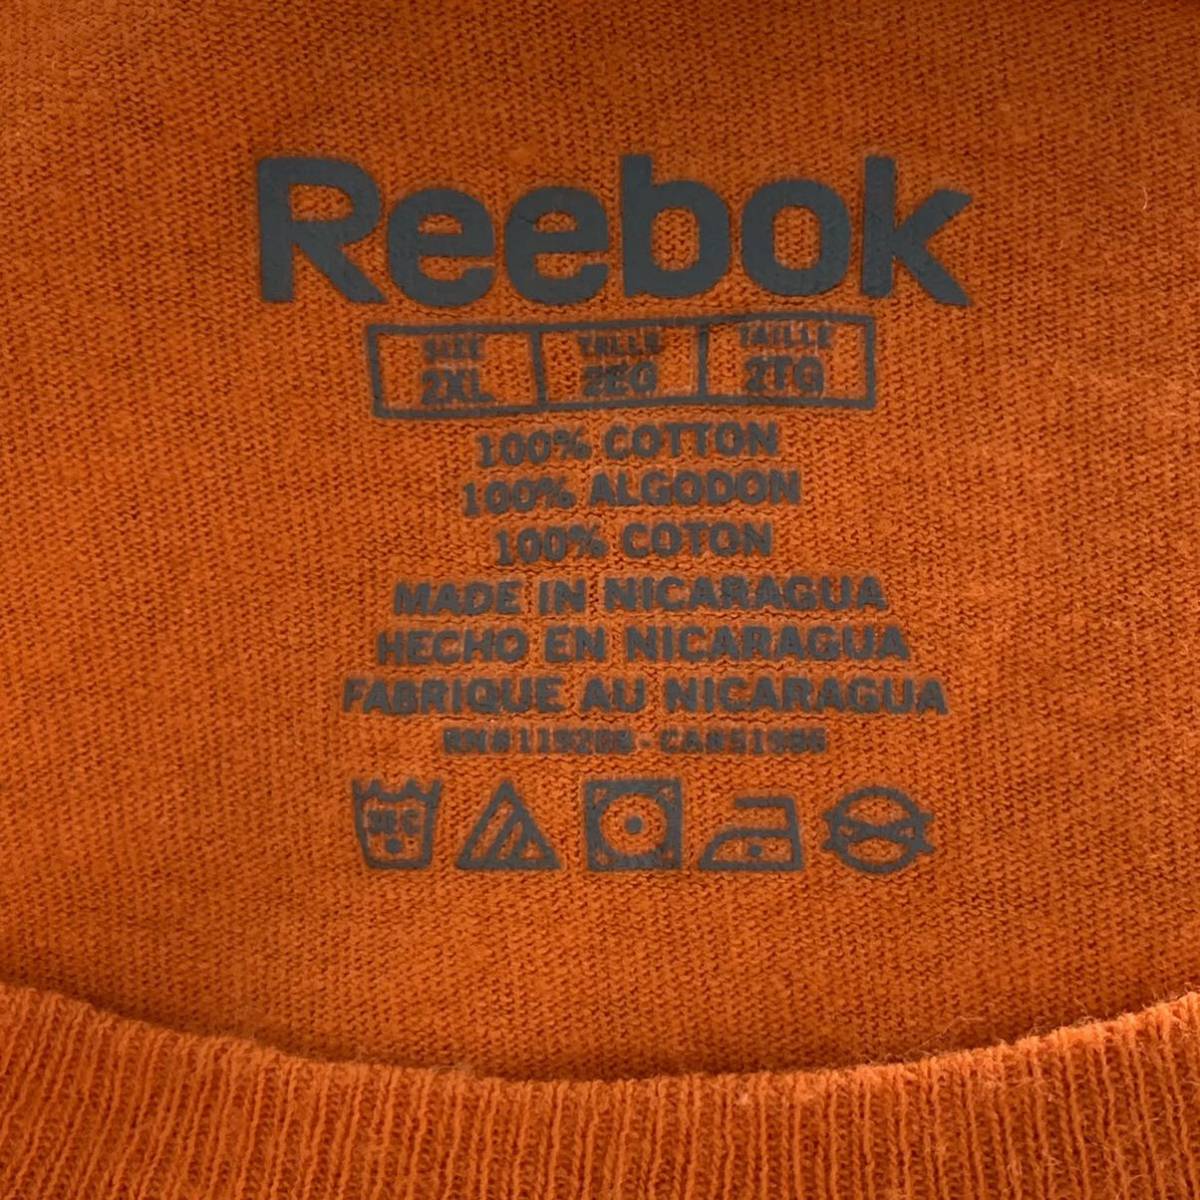 Reebok
SIZE TALLE TAILLE
2XL 2EG 2TG
100% COTTON
100% ALGODON
100% COTON
MADE IN NICARAGUA
HECHO EN NICARAGUA
FABRIQUE AU NICARAGUA